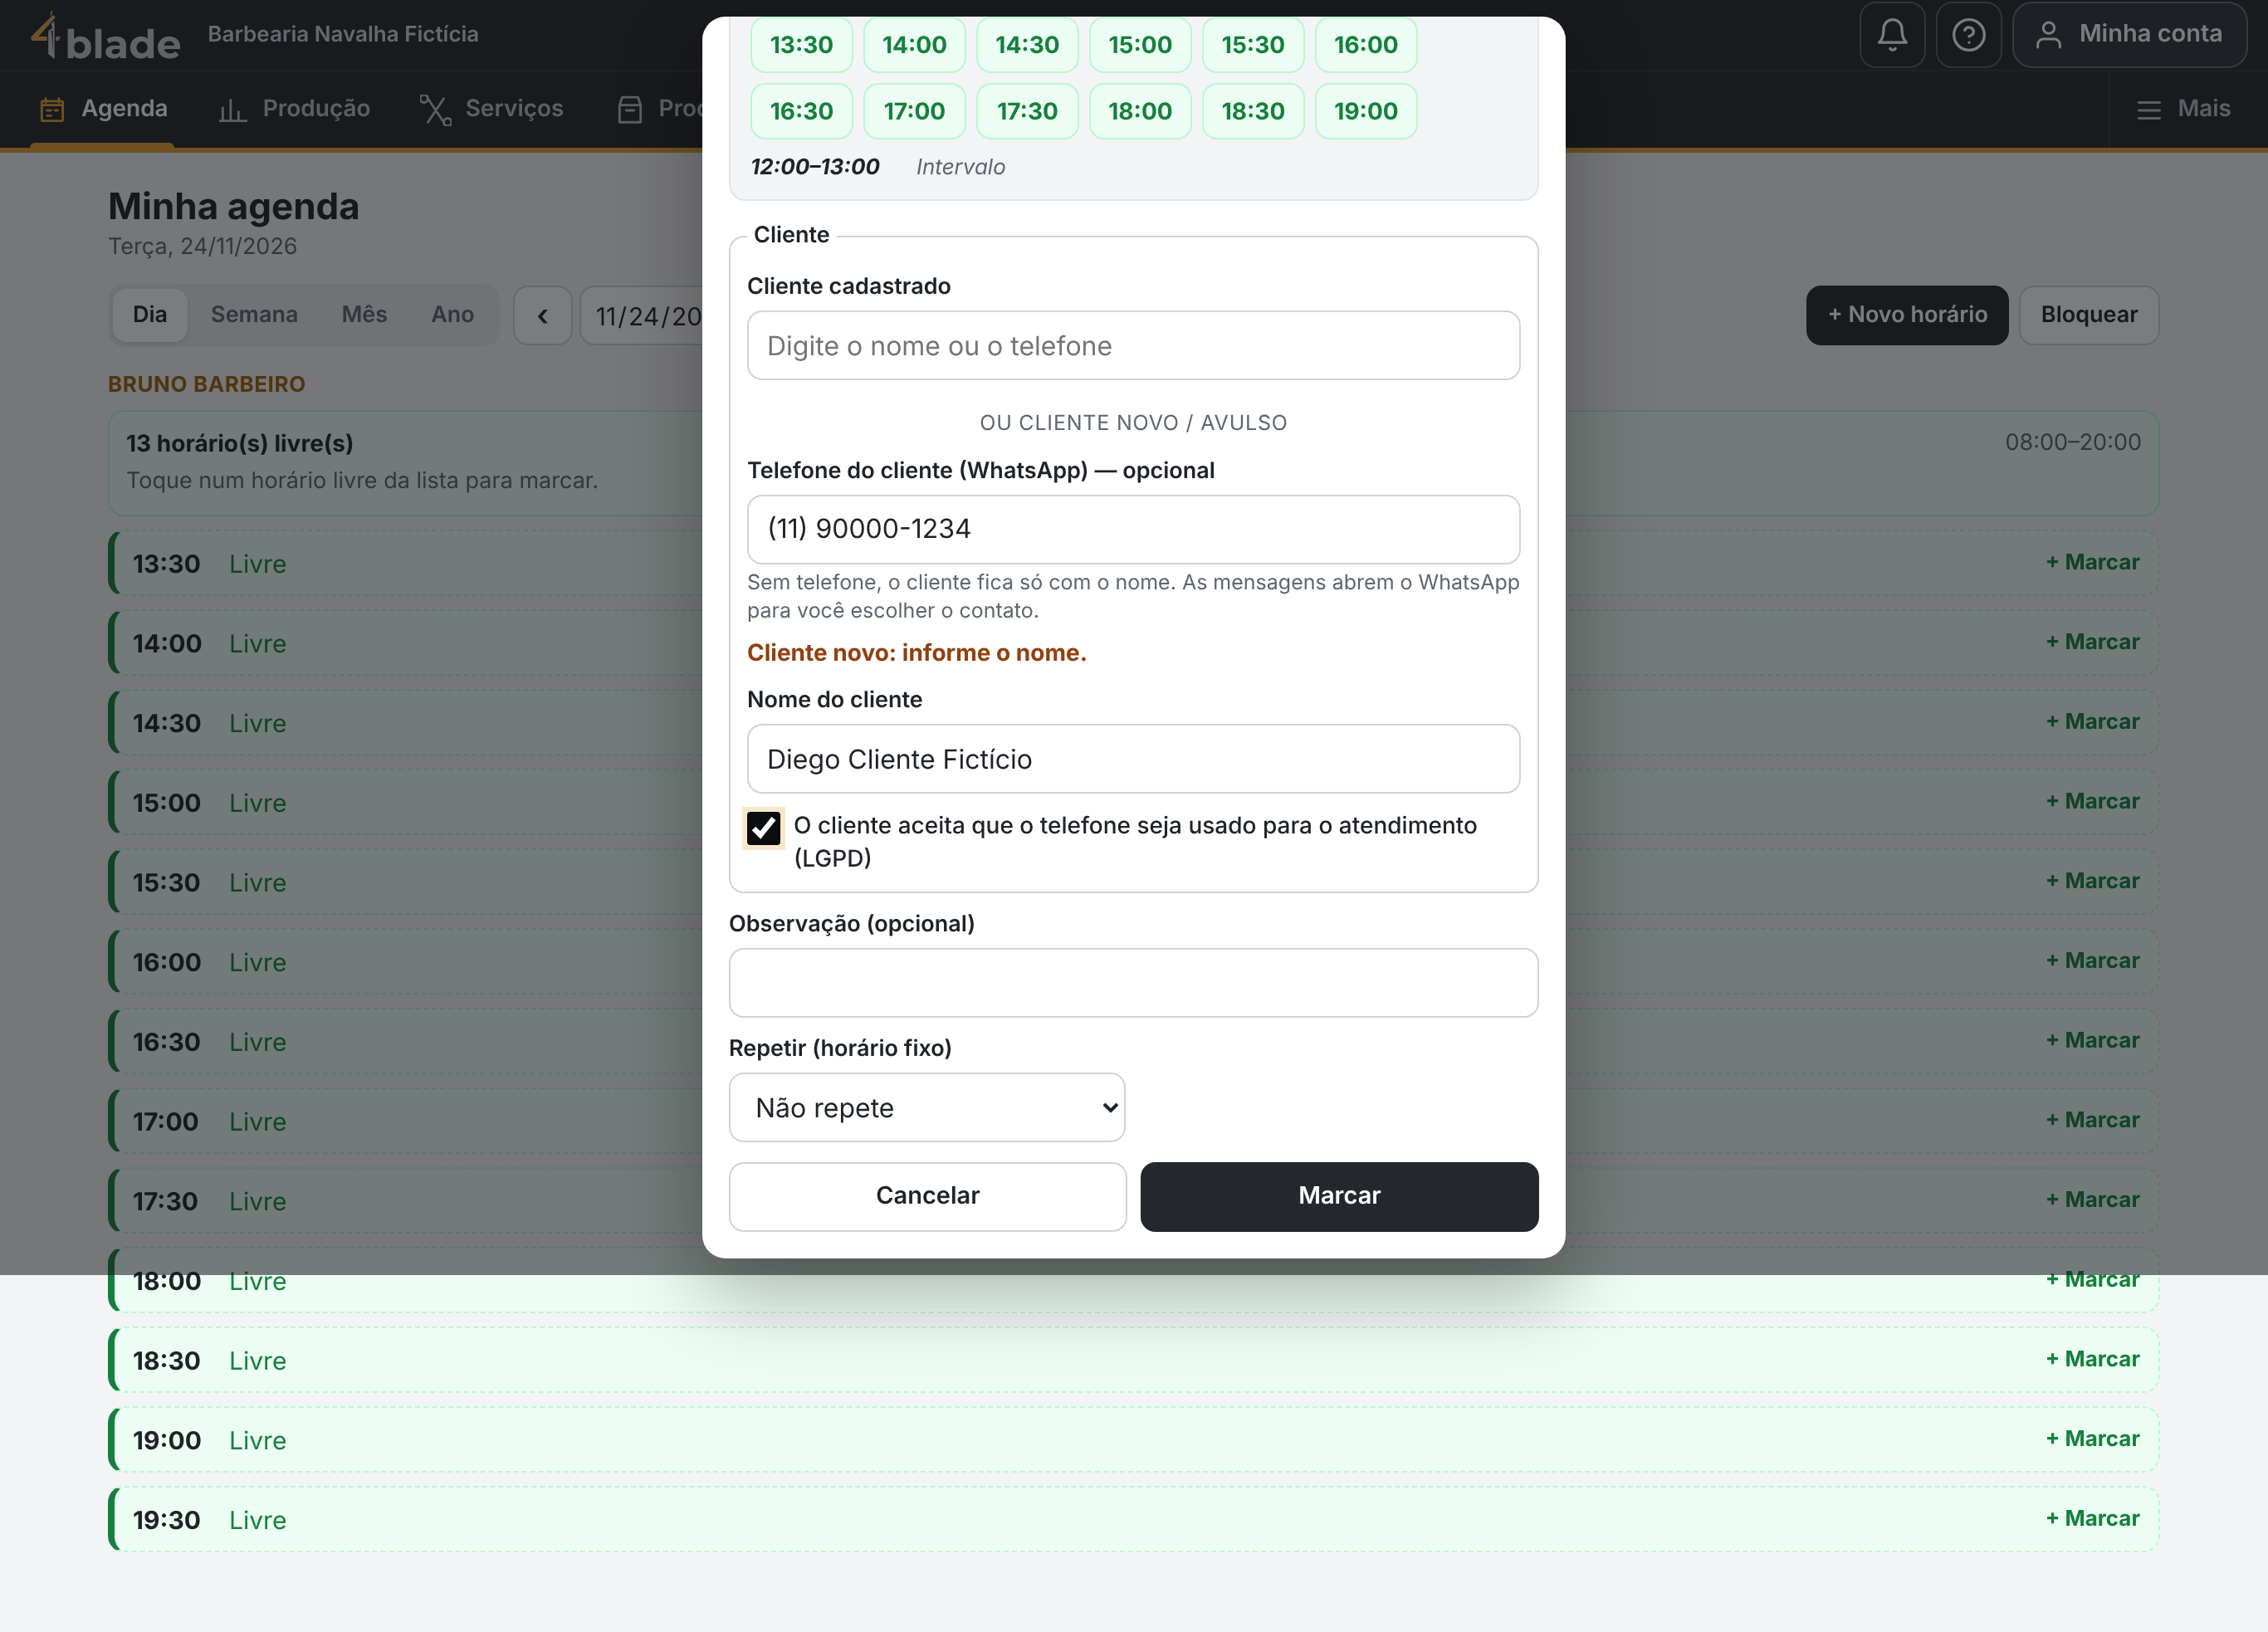 4blade
Barbearia Navalha Fictícia
Minha conta
Agenda
Produção
Serviços
Mais
Minha agenda
Terça, 24/11/2026
Dia
Semana
Mês
Ano
‹
11/24/20
+ Novo horário
Bloquear
BRUNO BARBEIRO
13 horário(s) livre(s)
08:00–20:00
Toque num horário livre da lista para marcar.
13:30 Livre + Marcar
14:00 Livre + Marcar
14:30 Livre + Marcar
15:00 Livre + Marcar
15:30 Livre + Marcar
16:00 Livre + Marcar
16:30 Livre + Marcar
17:00 Livre + Marcar
17:30 Livre + Marcar
18:00 Livre + Marcar
18:30 Livre + Marcar
19:00 Livre + Marcar
19:30 Livre + Marcar
13:30 14:00 14:30 15:00 15:30 16:00
16:30 17:00 17:30 18:00 18:30 19:00
12:00–13:00 Intervalo
Cliente
Cliente cadastrado
Digite o nome ou o telefone
OU CLIENTE NOVO / AVULSO
Telefone do cliente (WhatsApp) — opcional
(11) 90000-1234
Sem telefone, o cliente fica só com o nome. As mensagens abrem o WhatsApp
para você escolher o contato.
Cliente novo: informe o nome.
Nome do cliente
Diego Cliente Fictício
O cliente aceita que o telefone seja usado para o atendimento
(LGPD)
Observação (opcional)
Repetir (horário fixo)
Não repete
Cancelar
Marcar